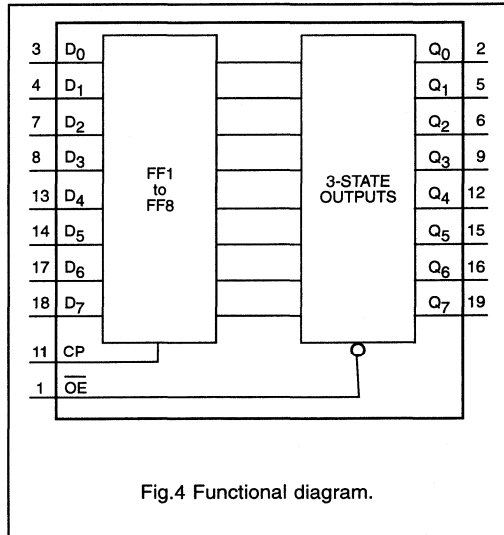 3 D0 Q0 2
4 D1 Q1 5
7 D2 Q2 6
8 D3 Q3 9
FF1
to
FF8
3-STATE
OUTPUTS
13 D4 Q4 12
14 D5 Q5 15
17 D6 Q6 16
18 D7 Q7 19
11 CP
1 O̅E̅
Fig.4 Functional diagram.